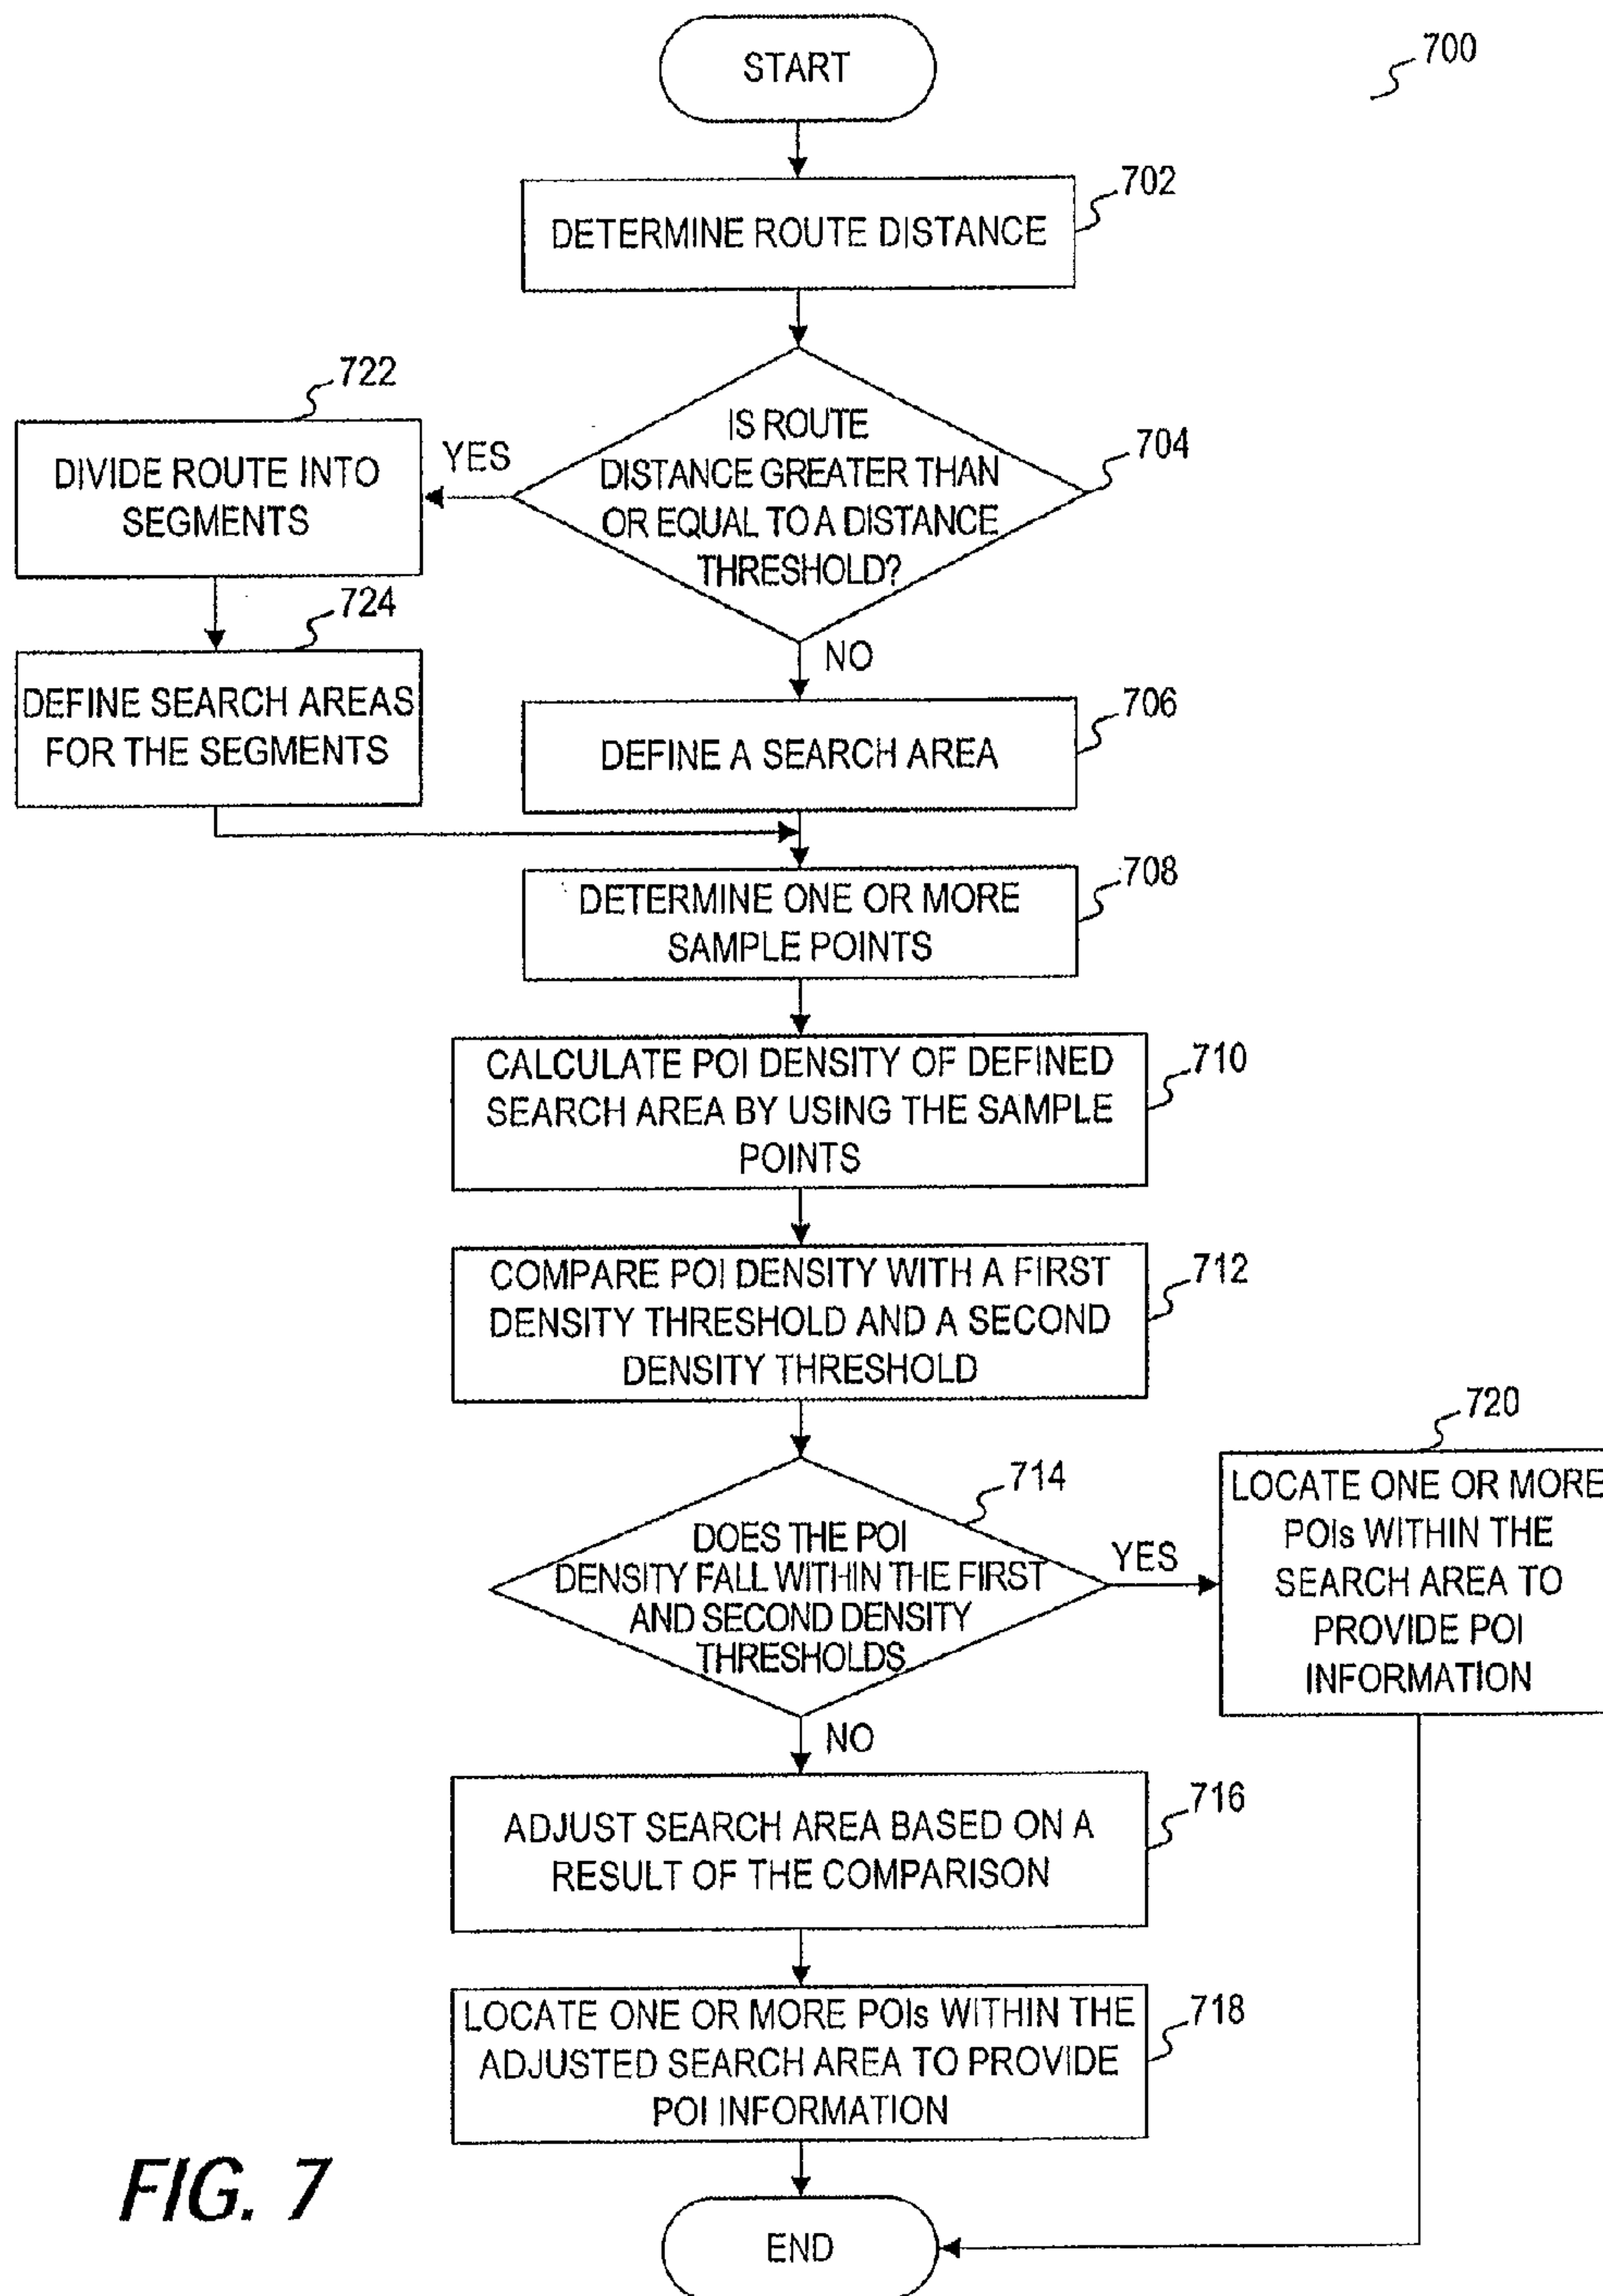 START
700
702
DETERMINE ROUTE DISTANCE
722
DIVIDE ROUTE INTO
SEGMENTS
YES
IS ROUTE
DISTANCE GREATER THAN
OR EQUAL TO A DISTANCE
THRESHOLD?
704
724
NO
DEFINE SEARCH AREAS
FOR THE SEGMENTS
706
DEFINE A SEARCH AREA
708
DETERMINE ONE OR MORE
SAMPLE POINTS
710
CALCULATE POI DENSITY OF DEFINED
SEARCH AREA BY USING THE SAMPLE
POINTS
712
COMPARE POI DENSITY WITH A FIRST
DENSITY THRESHOLD AND A SECOND
DENSITY THRESHOLD
714
DOES THE POI
DENSITY FALL WITHIN THE FIRST
AND SECOND DENSITY
THRESHOLDS
YES
720
LOCATE ONE OR MORE
POIs WITHIN THE
SEARCH AREA TO
PROVIDE POI
INFORMATION
NO
716
ADJUST SEARCH AREA BASED ON A
RESULT OF THE COMPARISON
718
LOCATE ONE OR MORE POIs WITHIN THE
ADJUSTED SEARCH AREA TO PROVIDE
POI INFORMATION
FIG. 7
END